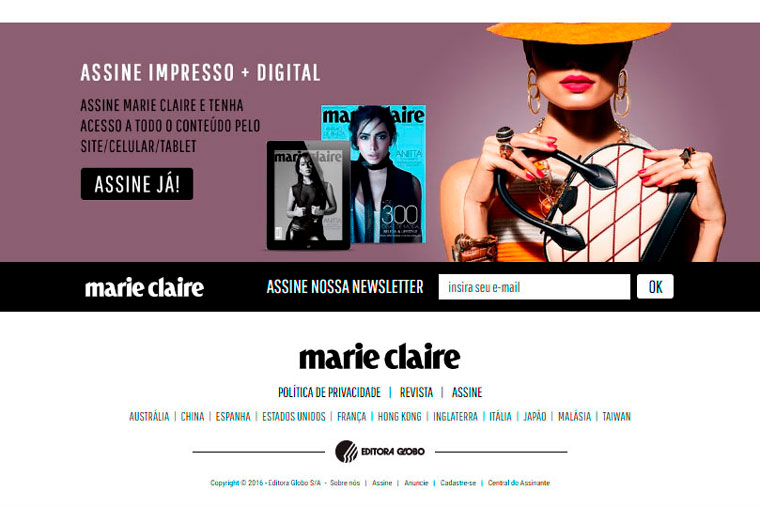 ASSINE IMPRESSO + DIGITAL
ASSINE MARIE CLAIRE E TENHA
ACESSO A TODO O CONTEÚDO PELO
SITE/CELULAR/TABLET
ASSINE JÁ!
marie claire
ANITTA
marie claire
ANITTA
300
marie claire
ASSINE NOSSA NEWSLETTER
insira seu e-mail
OK
marie claire
POLÍTICA DE PRIVACIDADE | REVISTA | ASSINE
AUSTRÁLIA | CHINA | ESPANHA | ESTADOS UNIDOS | FRANÇA | HONG KONG | INGLATERRA | ITÁLIA | JAPÃO | MALÁSIA | TAIWAN
EDITORA GLOBO
Copyright © 2016 - Editora Globo S/A - Sobre nós | Assine | Anuncie | Cadastre-se | Central do Assinante